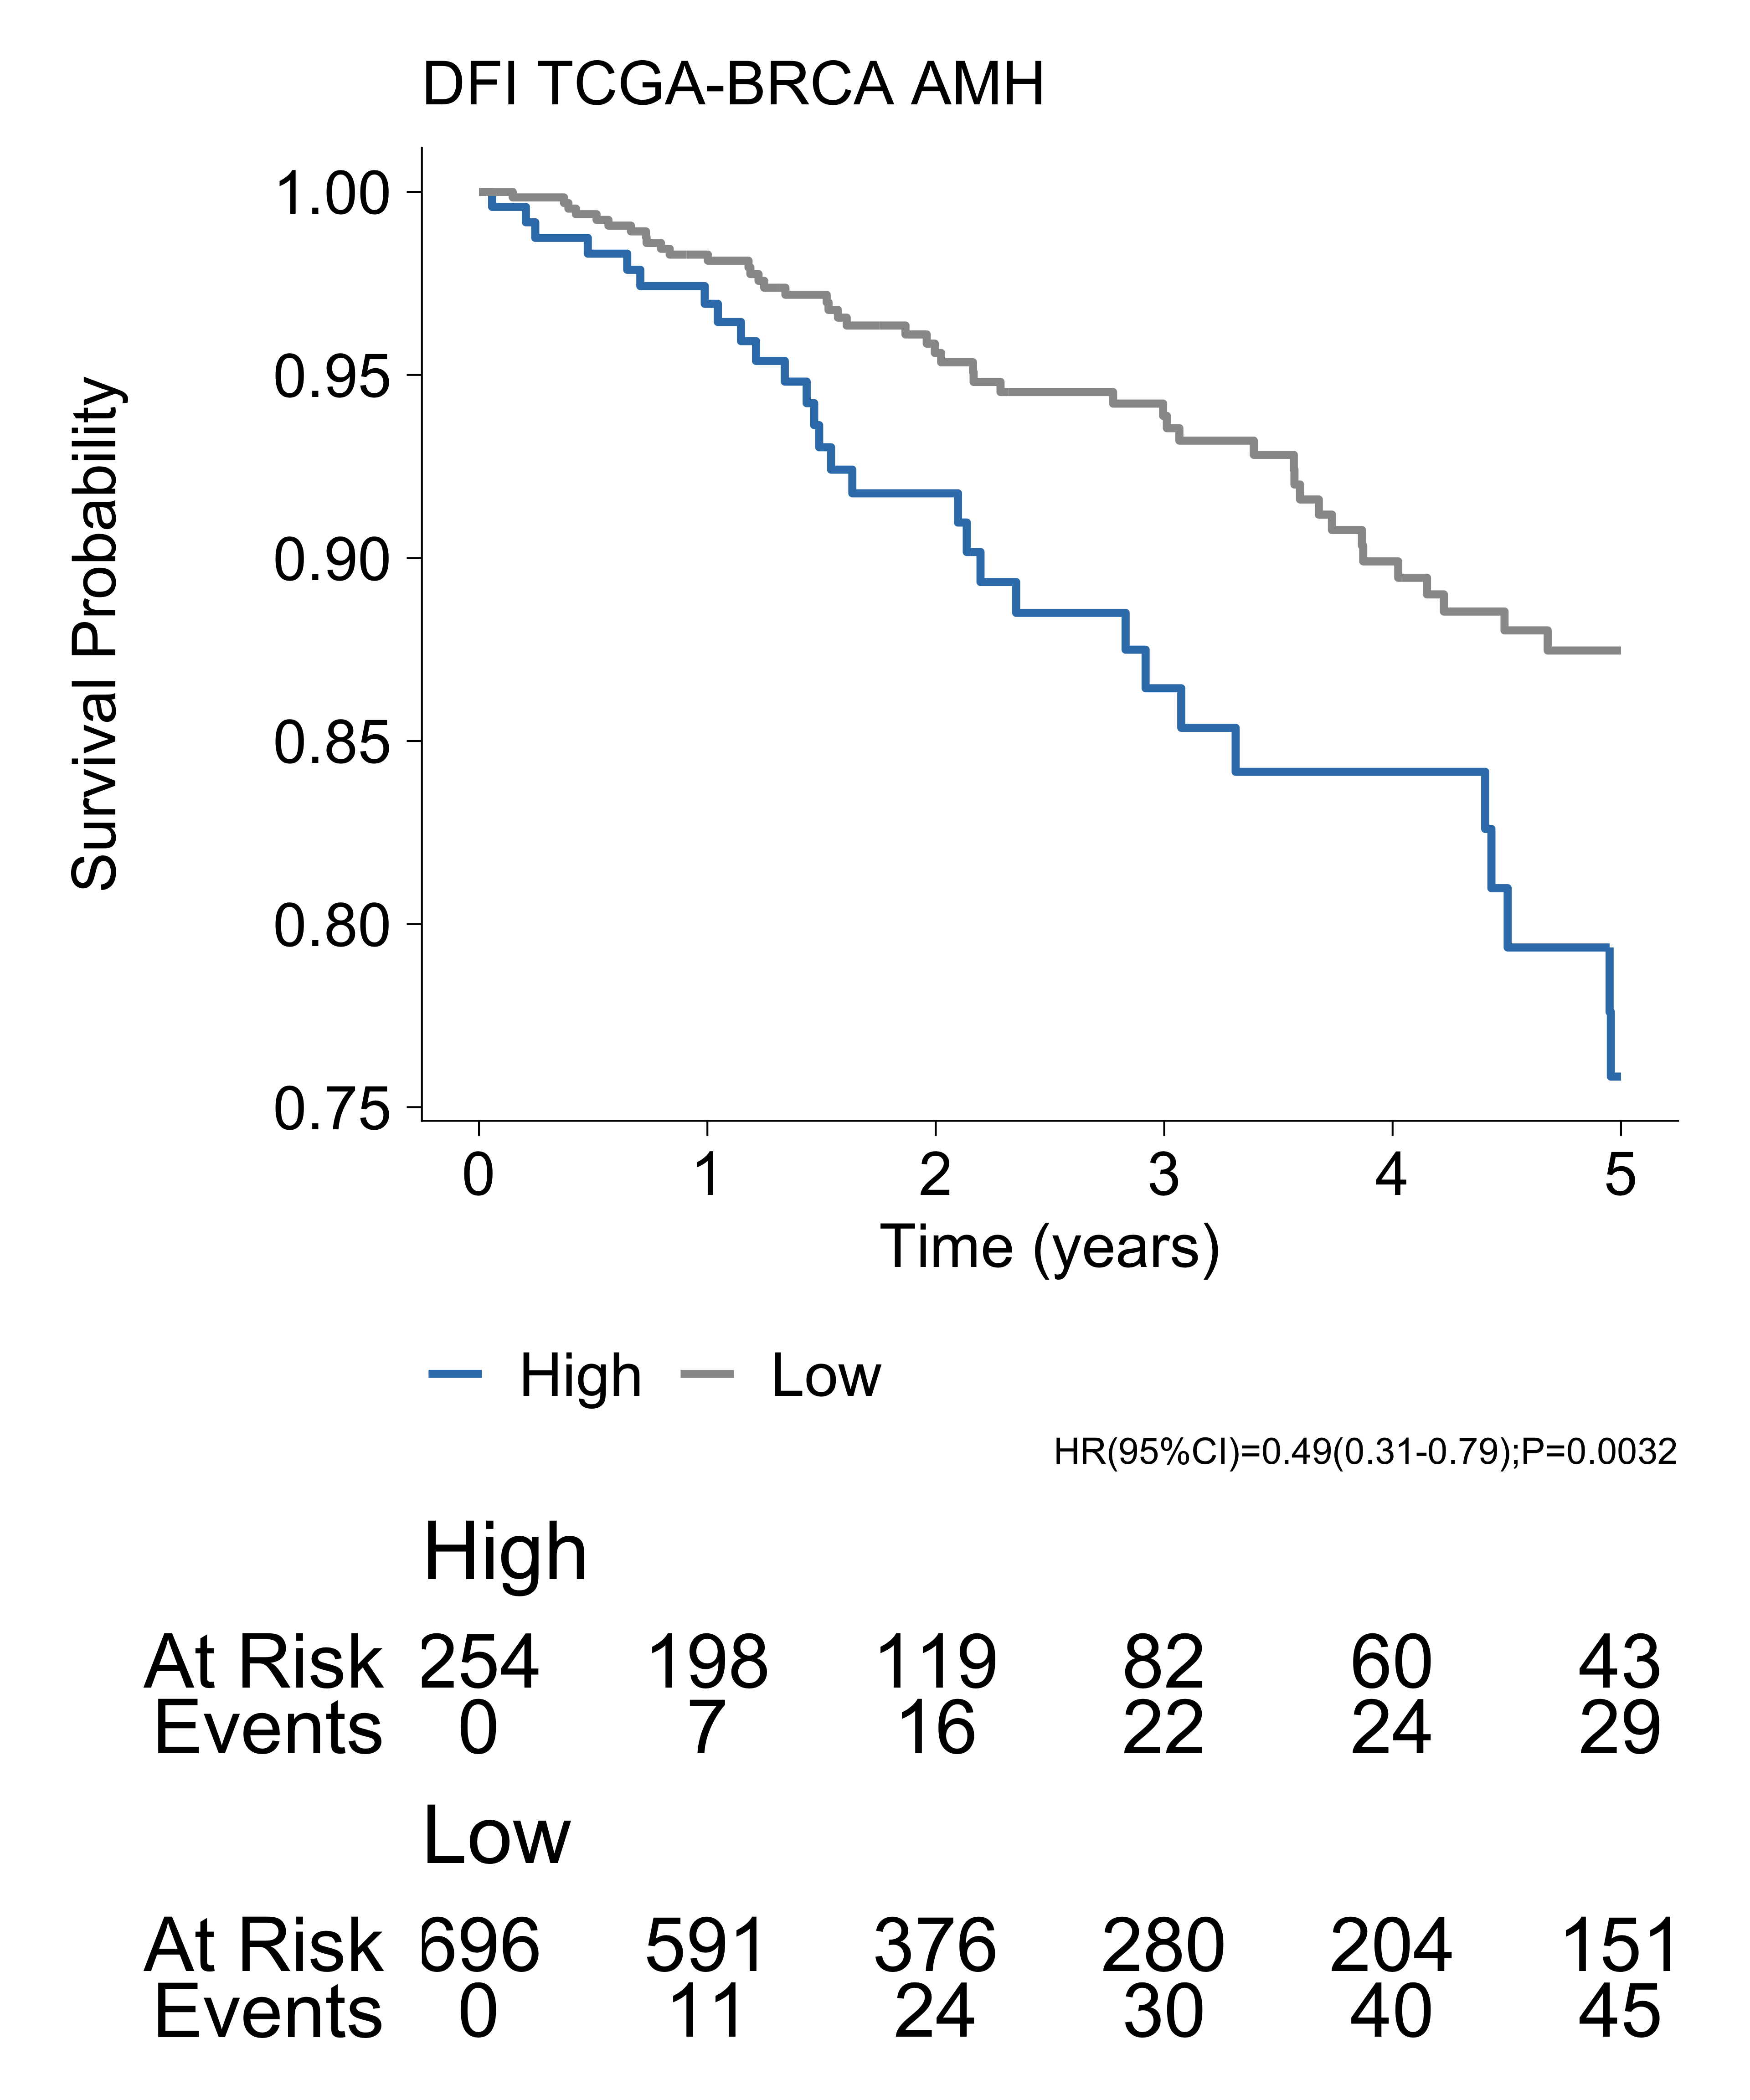 DFI TCGA-BRCA AMH
1.00
0.95
0.90
0.85
0.80
0.75
Survival Probability
0 1 2 3 4 5
Time (years)
High Low
HR(95%CI)=0.49(0.31-0.79);P=0.0032
High
At Risk 254 198 119 82 60 43
Events 0 7 16 22 24 29
Low
At Risk 696 591 376 280 204 151
Events 0 11 24 30 40 45